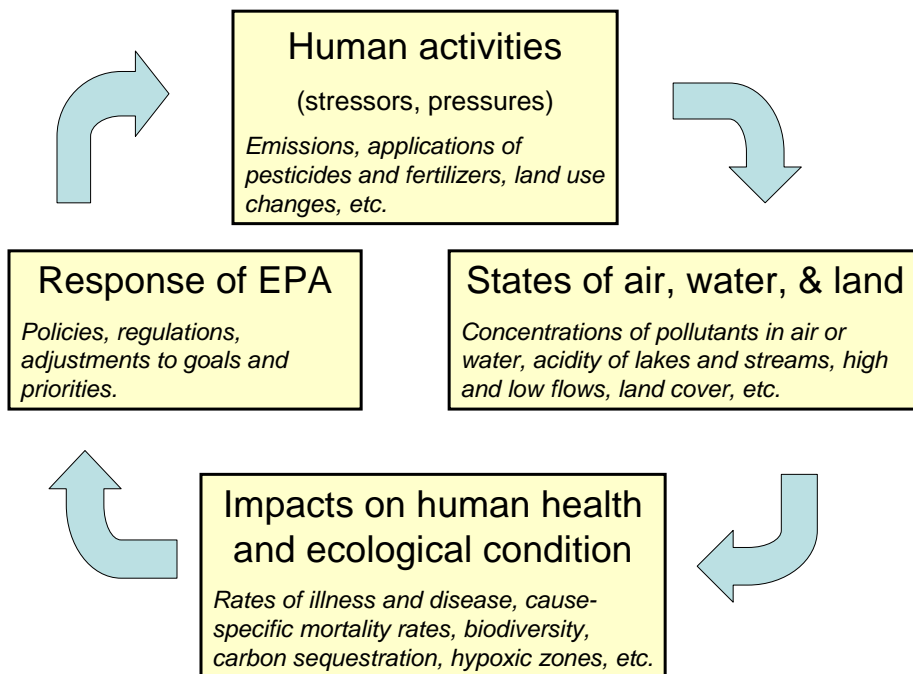 Human activities
(stressors, pressures)
Emissions, applications of
pesticides and fertilizers, land use
changes, etc.
Response of EPA
Policies, regulations,
adjustments to goals and
priorities.
States of air, water, & land
Concentrations of pollutants in air or
water, acidity of lakes and streams, high
and low flows, land cover, etc.
Impacts on human health
and ecological condition
Rates of illness and disease, cause-
specific mortality rates, biodiversity,
carbon sequestration, hypoxic zones, etc.